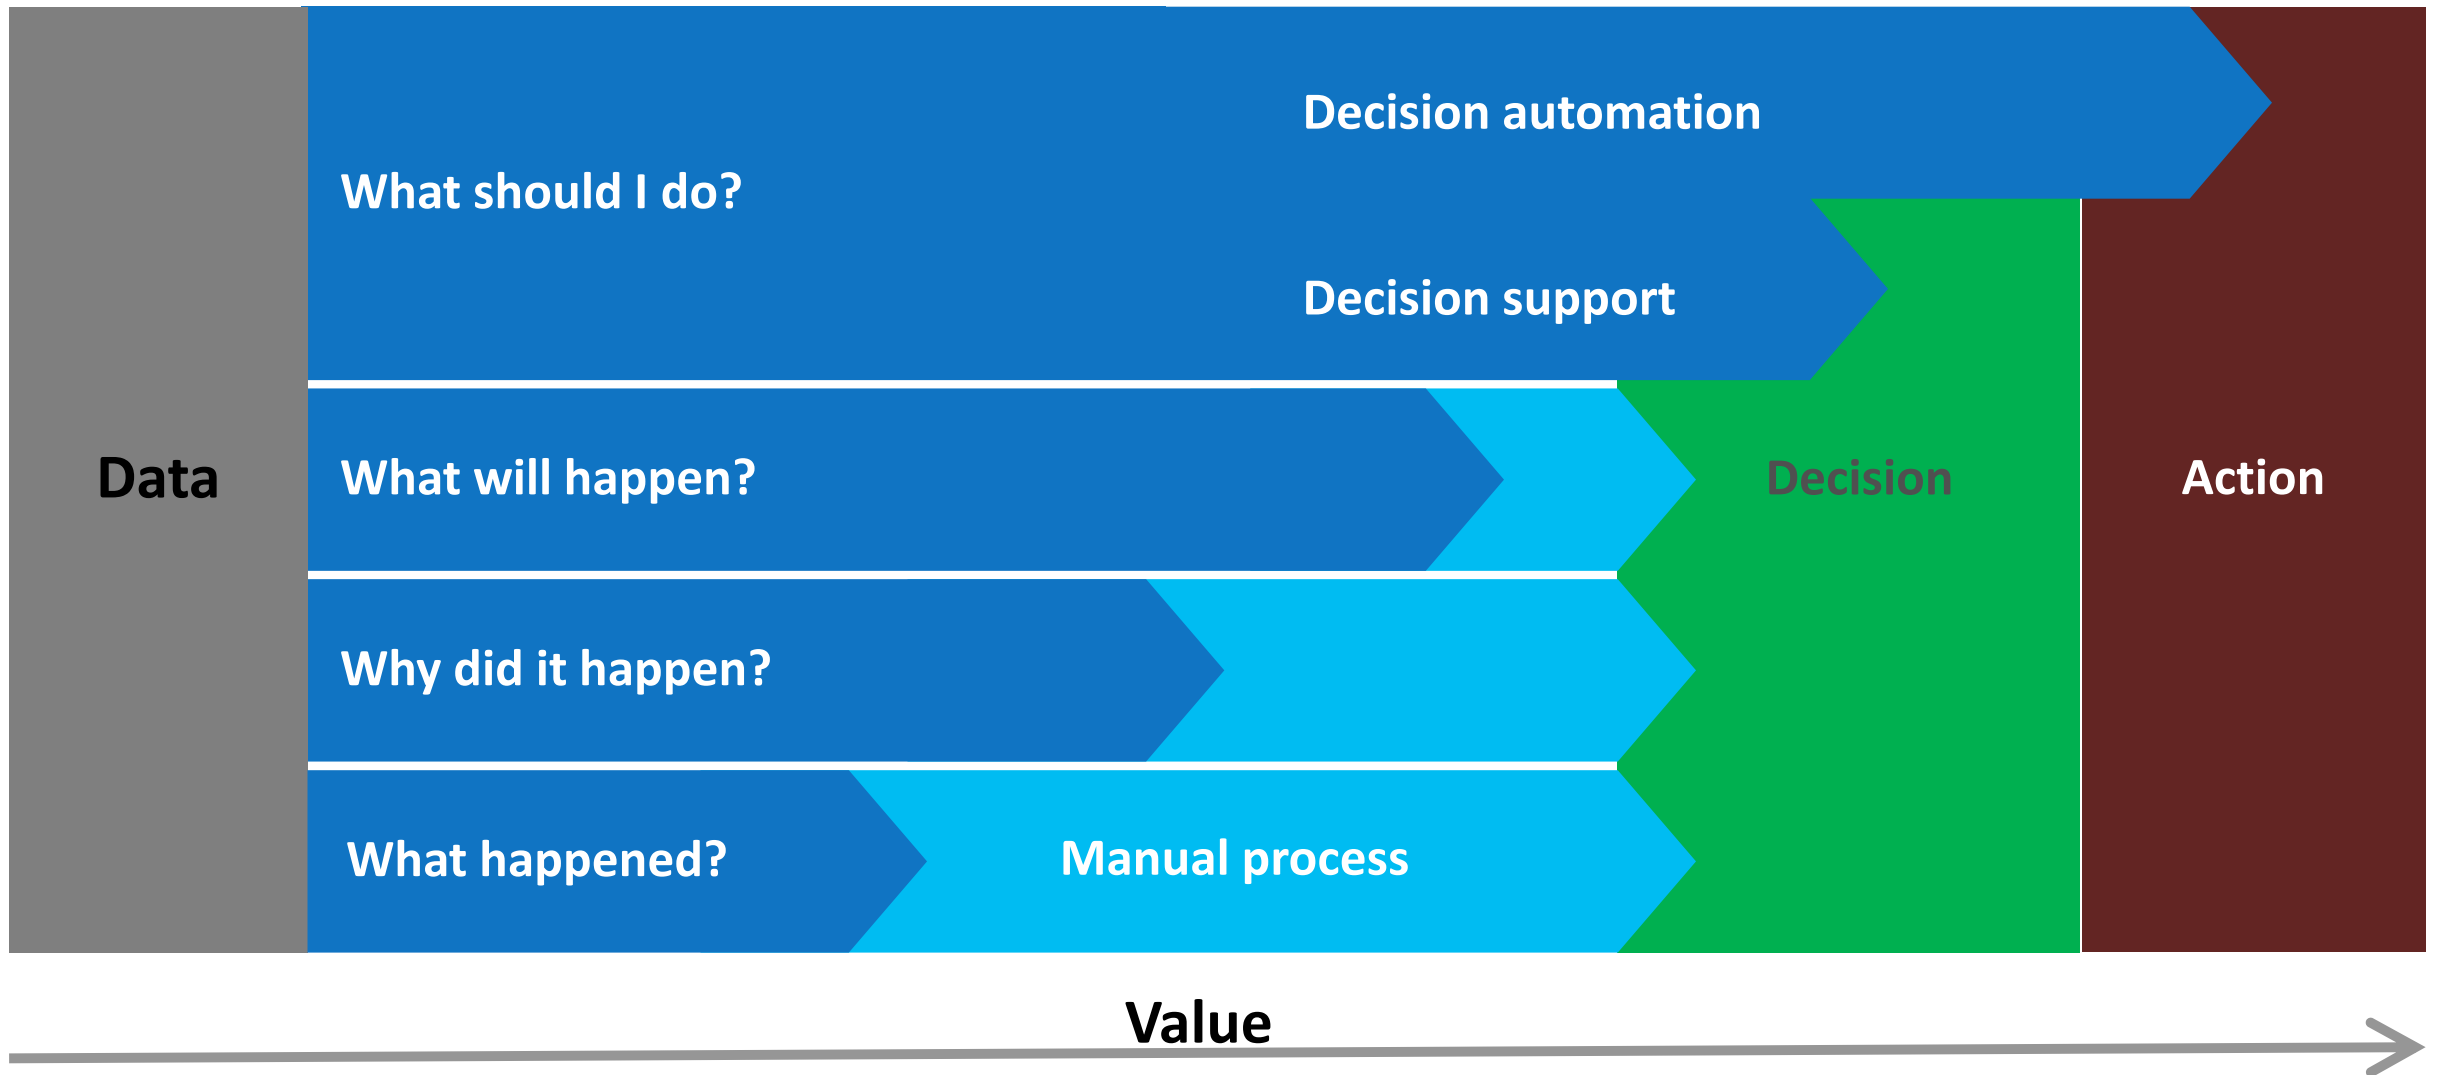 Decision automation
What should I do?
Decision support
Data
What will happen?
Decision
Action
Why did it happen?
What happened?
Manual process
Value